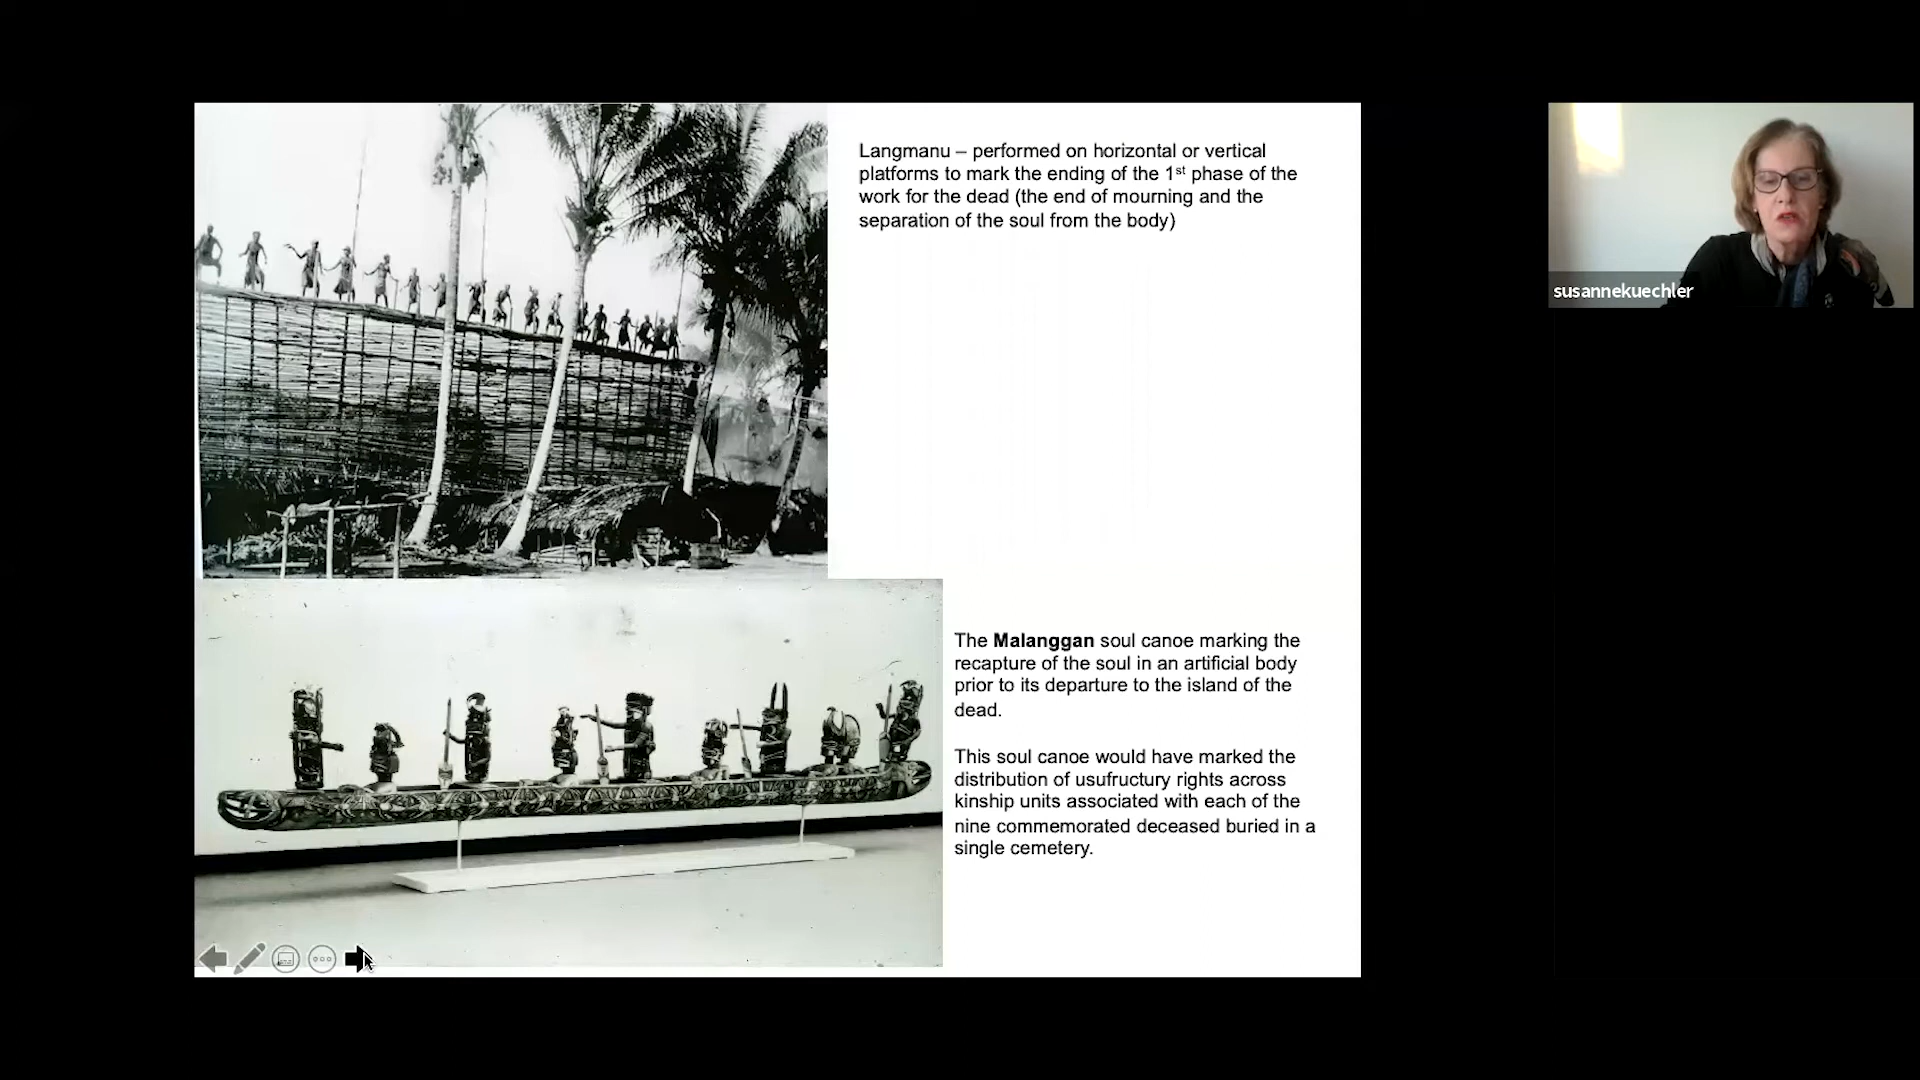 Langmanu – performed on horizontal or vertical
platforms to mark the ending of the 1st phase of the
work for the dead (the end of mourning and the
separation of the soul from the body)
susannekuechler
The Malanggan soul canoe marking the
recapture of the soul in an artificial body
prior to its departure to the island of the
dead.
This soul canoe would have marked the
distribution of usufructury rights across
kinship units associated with each of the
nine commemorated deceased buried in a
single cemetery.